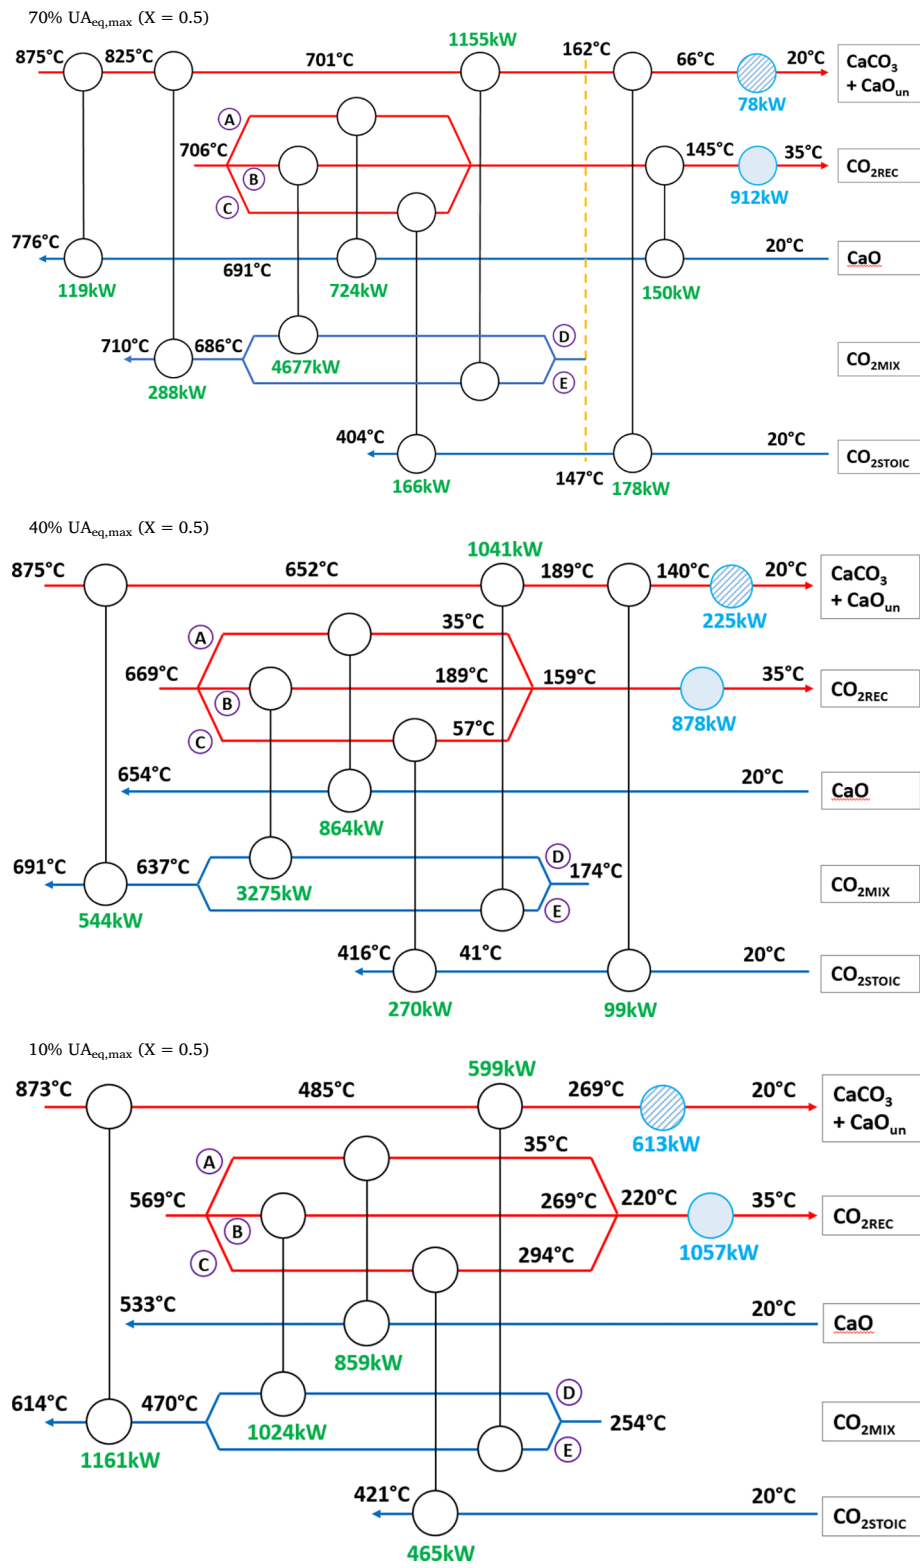 70% UAeq,max (X = 0.5)
1155kW
875°C 825°C 701°C 162°C 66°C 20°C CaCO3
+ CaOun
78kW
A
706°C 145°C 35°C CO2REC
B
C
912kW
776°C 691°C 20°C CaO
119kW 724kW 150kW
D
710°C 686°C CO2MIX
4677kW
E
288kW
404°C 20°C CO2STOIC
166kW 147°C 178kW
40% UAeq,max (X = 0.5)
1041kW
875°C 652°C 189°C 140°C 20°C CaCO3
+ CaOun
225kW
A 35°C
669°C 189°C 159°C 35°C CO2REC
B
C 57°C
878kW
654°C 20°C CaO
864kW
D
691°C 637°C 174°C CO2MIX
3275kW
E
544kW
416°C 41°C 20°C CO2STOIC
270kW 99kW
10% UAeq,max (X = 0.5)
599kW
873°C 485°C 269°C 20°C CaCO3
+ CaOun
613kW
A 35°C
569°C 269°C 220°C 35°C CO2REC
B
C 294°C
1057kW
533°C 20°C CaO
859kW
D
614°C 470°C 254°C CO2MIX
1024kW
E
1161kW
421°C 20°C CO2STOIC
465kW